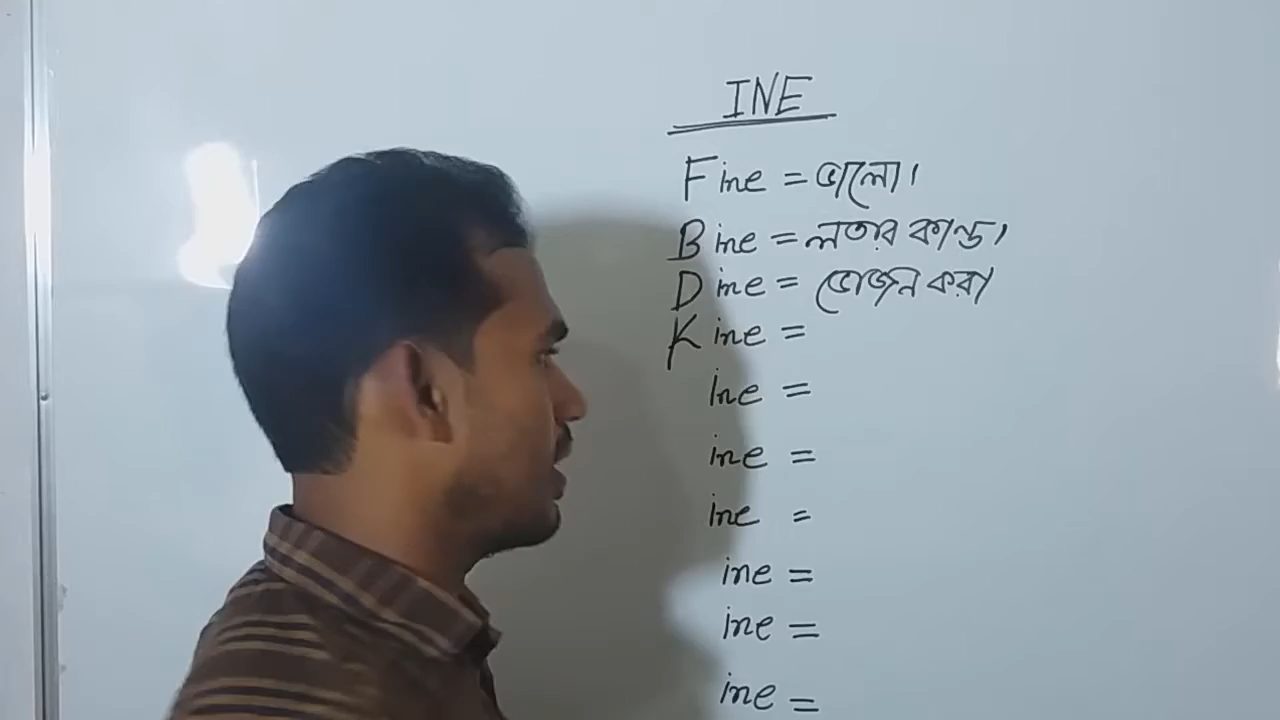 INE
Fine = ভালো।
Bine = লতার কান্ড।
Dine = ভোজন করা
Kine =
ine =
ine =
ine =
ine =
ine =
ine =